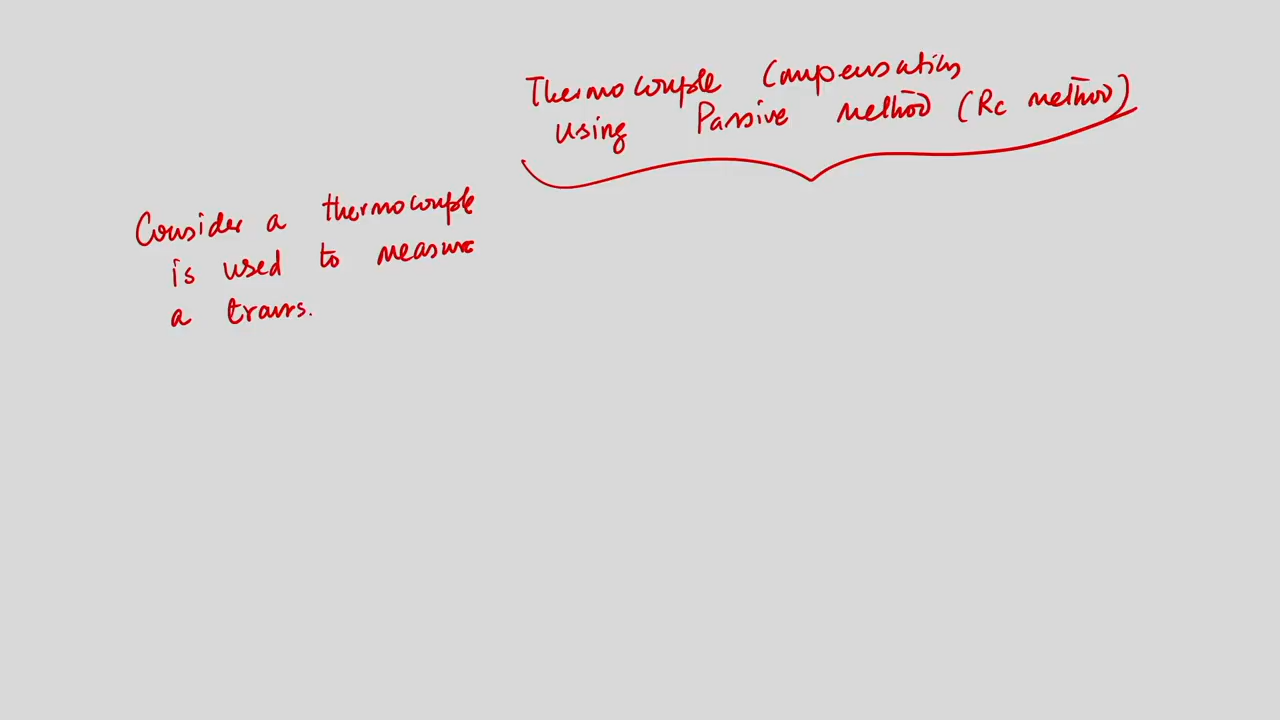 Thermocouple Compensation
using Passive method (Rc method)
Consider a thermocouple
is used to measure
a trans.